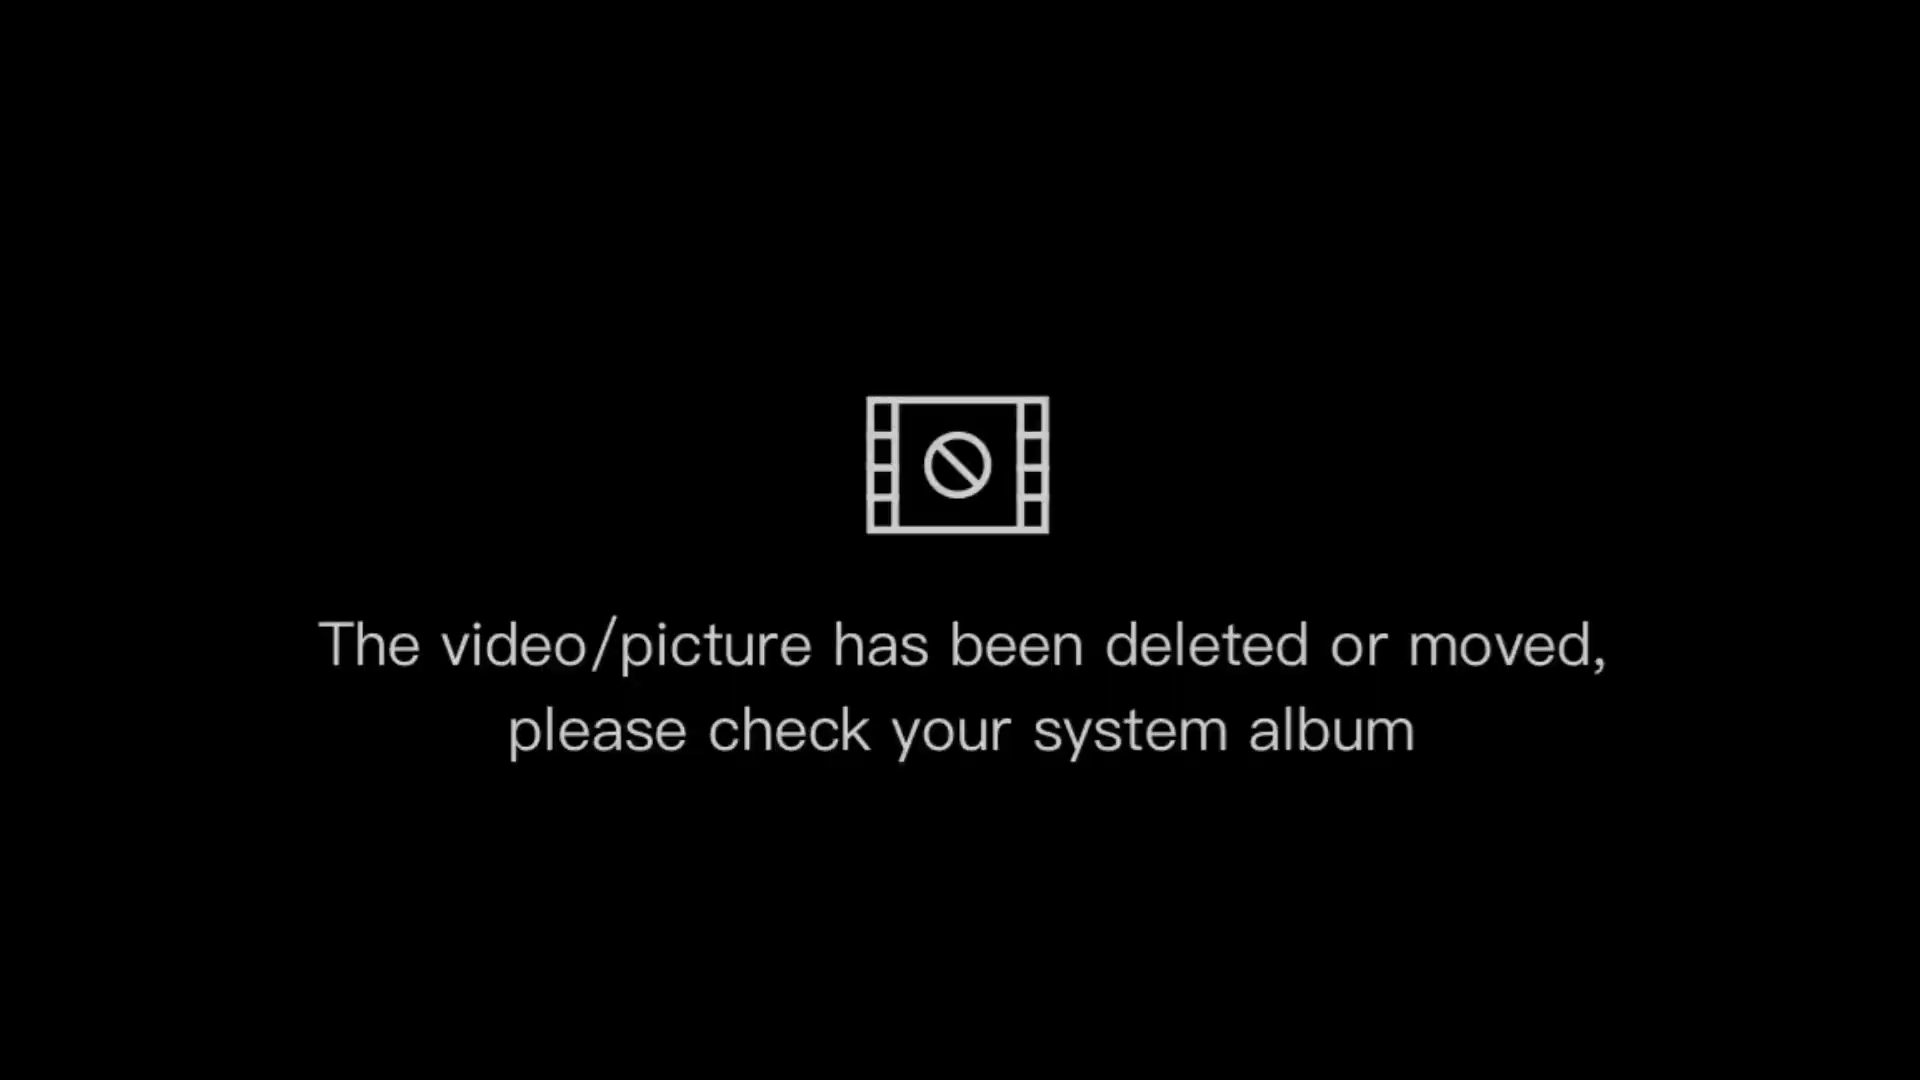 The video/picture has been deleted or moved,
please check your system album